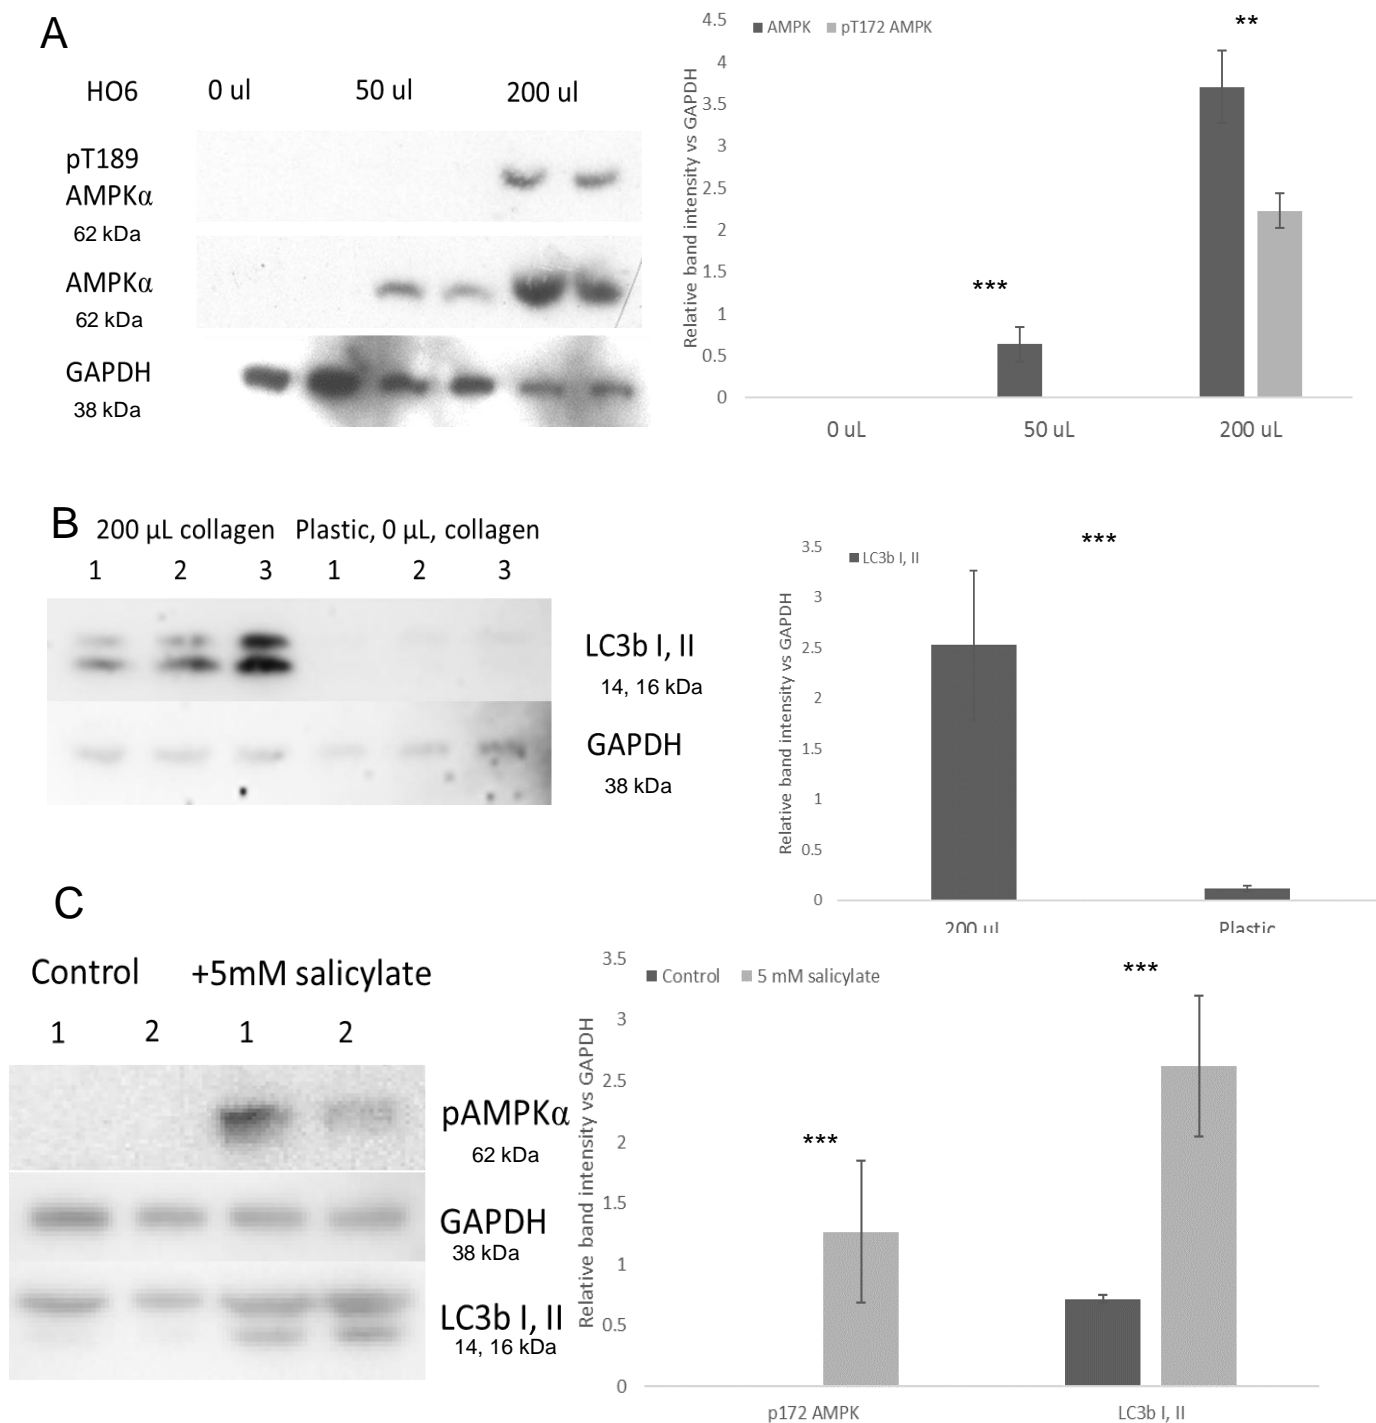 A
HO6 0 ul 50 ul 200 ul
pT189
AMPKα
62 kDa
AMPKα
62 kDa
GAPDH
38 kDa
AMPK pT172 AMPK
**
***
Relative band intensity vs GAPDH
4.5
4
3.5
3
2.5
2
1.5
1
0.5
0
0 uL 50 uL 200 uL
B
200 µL collagen Plastic, 0 µL, collagen
1 2 3 1 2 3
LC3b I, II
14, 16 kDa
GAPDH
38 kDa
LC3b I, II
***
Relative band intensity vs GAPDH
3.5
3
2.5
2
1.5
1
0.5
0
200 uL Plastic
C
Control +5mM salicylate
1 2 1 2
pAMPKα
62 kDa
GAPDH
38 kDa
LC3b I, II
14, 16 kDa
Control 5 mM salicylate
***
***
Relative band intensity vs GAPDH
3.5
3
2.5
2
1.5
1
0.5
0
p172 AMPK LC3b I, II